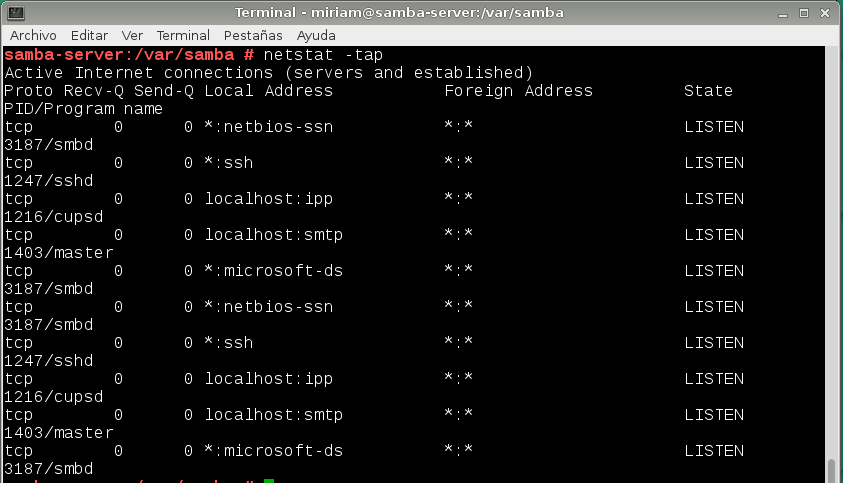 Terminal - miriam@samba-server:/var/samba
Archivo Editar Ver Terminal Pestañas Ayuda
samba-server:/var/samba # netstat -tap
Active Internet connections (servers and established)
Proto Recv-Q Send-Q Local Address Foreign Address State
PID/Program name
tcp 0 0 *:netbios-ssn *:* LISTEN
3187/smbd
tcp 0 0 *:ssh *:* LISTEN
1247/sshd
tcp 0 0 localhost:ipp *:* LISTEN
1216/cupsd
tcp 0 0 localhost:smtp *:* LISTEN
1403/master
tcp 0 0 *:microsoft-ds *:* LISTEN
3187/smbd
tcp 0 0 *:netbios-ssn *:* LISTEN
3187/smbd
tcp 0 0 *:ssh *:* LISTEN
1247/sshd
tcp 0 0 localhost:ipp *:* LISTEN
1216/cupsd
tcp 0 0 localhost:smtp *:* LISTEN
1403/master
tcp 0 0 *:microsoft-ds *:* LISTEN
3187/smbd